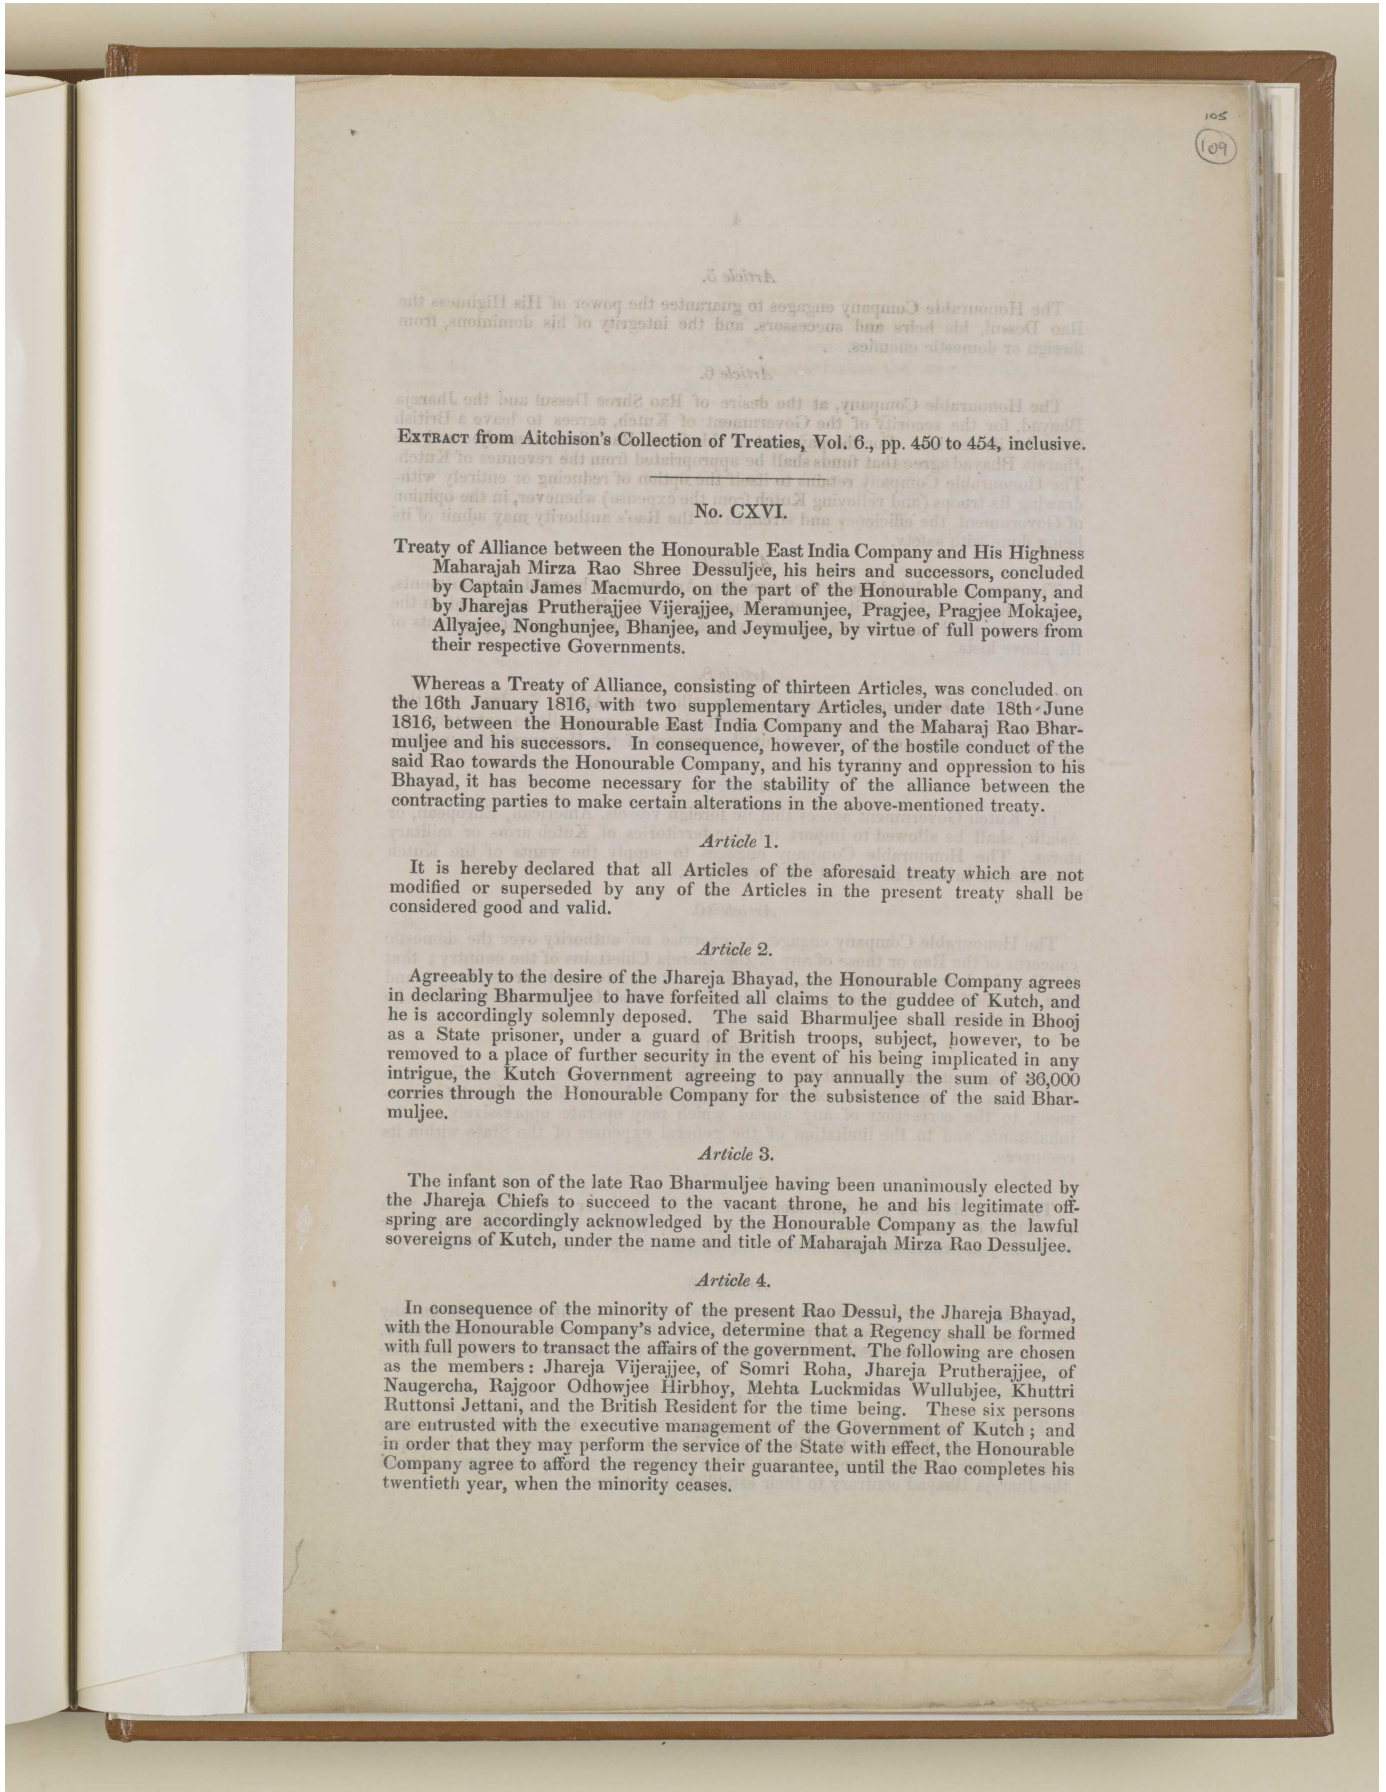 105
109
EXTRACT from Aitchison's Collection of Treaties, Vol. 6., pp. 450 to 454, inclusive.
No. CXVI.
Treaty of Alliance between the Honourable East India Company and His Highness
Maharajah Mirza Rao Shree Dessuljee, his heirs and successors, concluded
by Captain James Macmurdo, on the part of the Honourable Company, and
by Jharejas Prutherajjee Vijerajjee, Meramunjee, Pragjee, Pragjee Mokajee,
Allyajee, Nonghunjee, Bhanjee, and Jeymuljee, by virtue of full powers from
their respective Governments.
Whereas a Treaty of Alliance, consisting of thirteen Articles, was concluded on
the 16th January 1816, with two supplementary Articles, under date 18th June
1816, between the Honourable East India Company and the Maharaj Rao Bhar-
muljee and his successors. In consequence, however, of the hostile conduct of the
said Rao towards the Honourable Company, and his tyranny and oppression to his
Bhayad, it has become necessary for the stability of the alliance between the
contracting parties to make certain alterations in the above-mentioned treaty.
Article 1.
It is hereby declared that all Articles of the aforesaid treaty which are not
modified or superseded by any of the Articles in the present treaty shall be
considered good and valid.
Article 2.
Agreeably to the desire of the Jhareja Bhayad, the Honourable Company agrees
in declaring Bharmuljee to have forfeited all claims to the guddee of Kutch, and
he is accordingly solemnly deposed. The said Bharmuljee shall reside in Bhooj
as a State prisoner, under a guard of British troops, subject, however, to be
removed to a place of further security in the event of his being implicated in any
intrigue, the Kutch Government agreeing to pay annually the sum of 36,000
corries through the Honourable Company for the subsistence of the said Bhar-
muljee.
Article 3.
The infant son of the late Rao Bharmuljee having been unanimously elected by
the Jhareja Chiefs to succeed to the vacant throne, he and his legitimate off-
spring are accordingly acknowledged by the Honourable Company as the lawful
sovereigns of Kutch, under the name and title of Maharajah Mirza Rao Dessuljee.
Article 4.
In consequence of the minority of the present Rao Dessul, the Jhareja Bhayad,
with the Honourable Company's advice, determine that a Regency shall be formed
with full powers to transact the affairs of the government. The following are chosen
as the members: Jhareja Vijerajjee, of Somri Roha, Jhareja Prutherajjee, of
Naugercha, Rajgoor Odhowjee Hirbhoy, Mehta Luckmidas Wullubjee, Khuttri
Ruttonsi Jettani, and the British Resident for the time being. These six persons
are entrusted with the executive management of the Government of Kutch; and
in order that they may perform the service of the State with effect, the Honourable
Company agree to afford the regency their guarantee, until the Rao completes his
twentieth year, when the minority ceases.